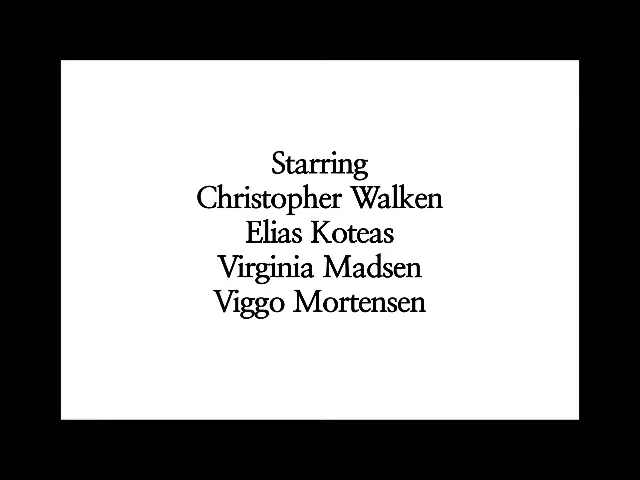 Starring
Christopher Walken
Elias Koteas
Virginia Madsen
Viggo Mortensen